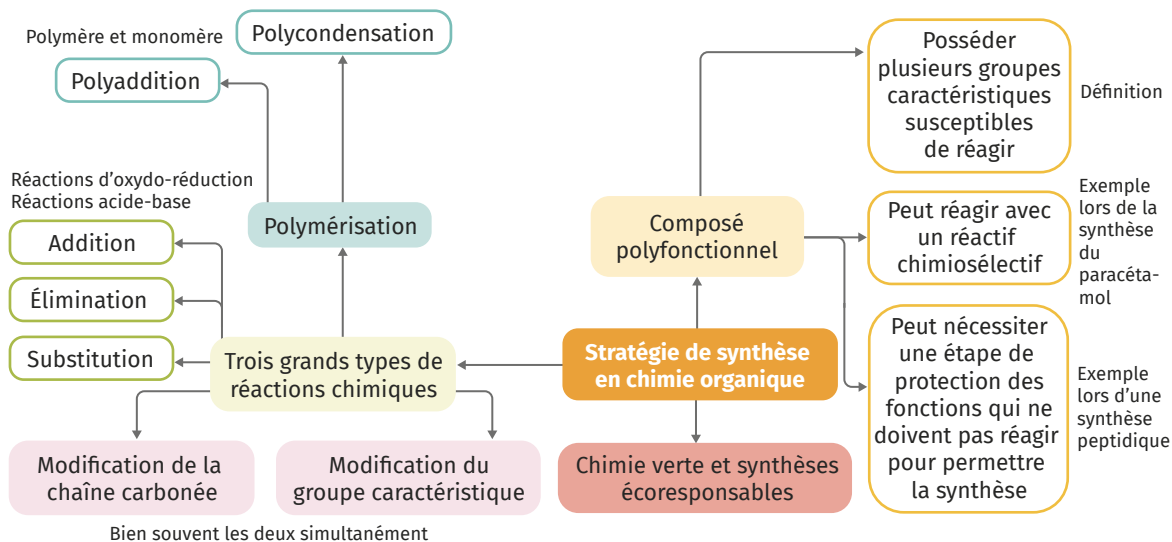 Polymère et monomère
Polycondensation
Polyaddition
Réactions d'oxydo-réduction
Réactions acide-base
Addition
Élimination
Substitution
Polymérisation
Trois grands types de
réactions chimiques
Modification de la
chaîne carbonée
Modification du
groupe caractéristique
Bien souvent les deux simultanément
Stratégie de synthèse
en chimie organique
Chimie verte et synthèses
écoresponsables
Composé
polyfonctionnel
Posséder
plusieurs groupes
caractéristiques
susceptibles
de réagir
Définition
Peut réagir avec
un réactif
chimiosélectif
Exemple
lors de la
synthèse
du
paracéta-
mol
Peut nécessiter
une étape de
protection des
fonctions qui ne
doivent pas réagir
pour permettre
la synthèse
Exemple
lors d'une
synthèse
peptidique